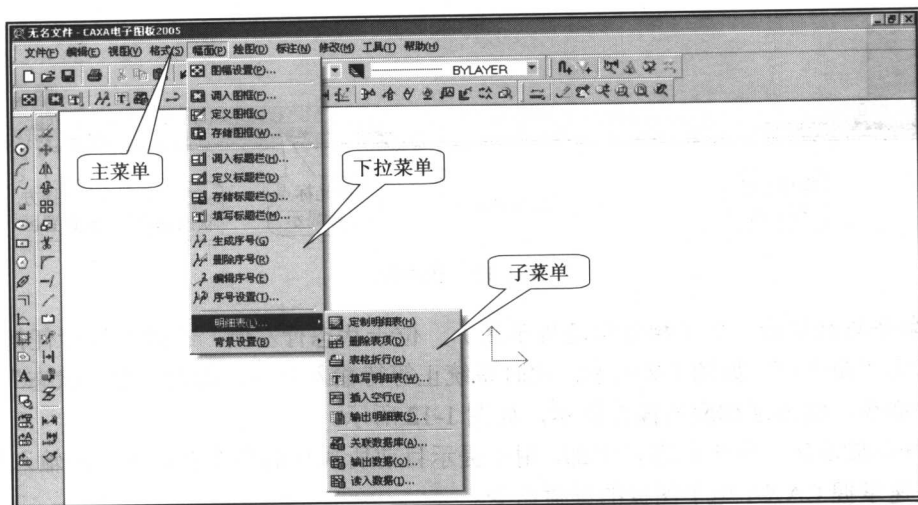 无名文件 - CAXA电子图板2005
文件(F) 编辑(E) 视图(V) 格式(S) 幅面(P) 绘图(D) 标注(N) 修改(M) 工具(T) 帮助(H)
BYLAYER
图幅设置(P)...
调入图框(F)...
定义图框(C)
存储图框(W)...
调入标题栏(H)...
定义标题栏(D)
存储标题栏(S)...
填写标题栏(M)...
生成序号(G)
删除序号(R)
编辑序号(E)
序号设置(T)...
明细表(L)...
背景设置(B)
定制明细表(H)
删除表项(D)
表格折行(R)
填写明细表(W)...
插入空行(E)
输出明细表(S)...
关联数据库(A)...
输出数据(O)...
读入数据(I)...
主菜单
下拉菜单
子菜单